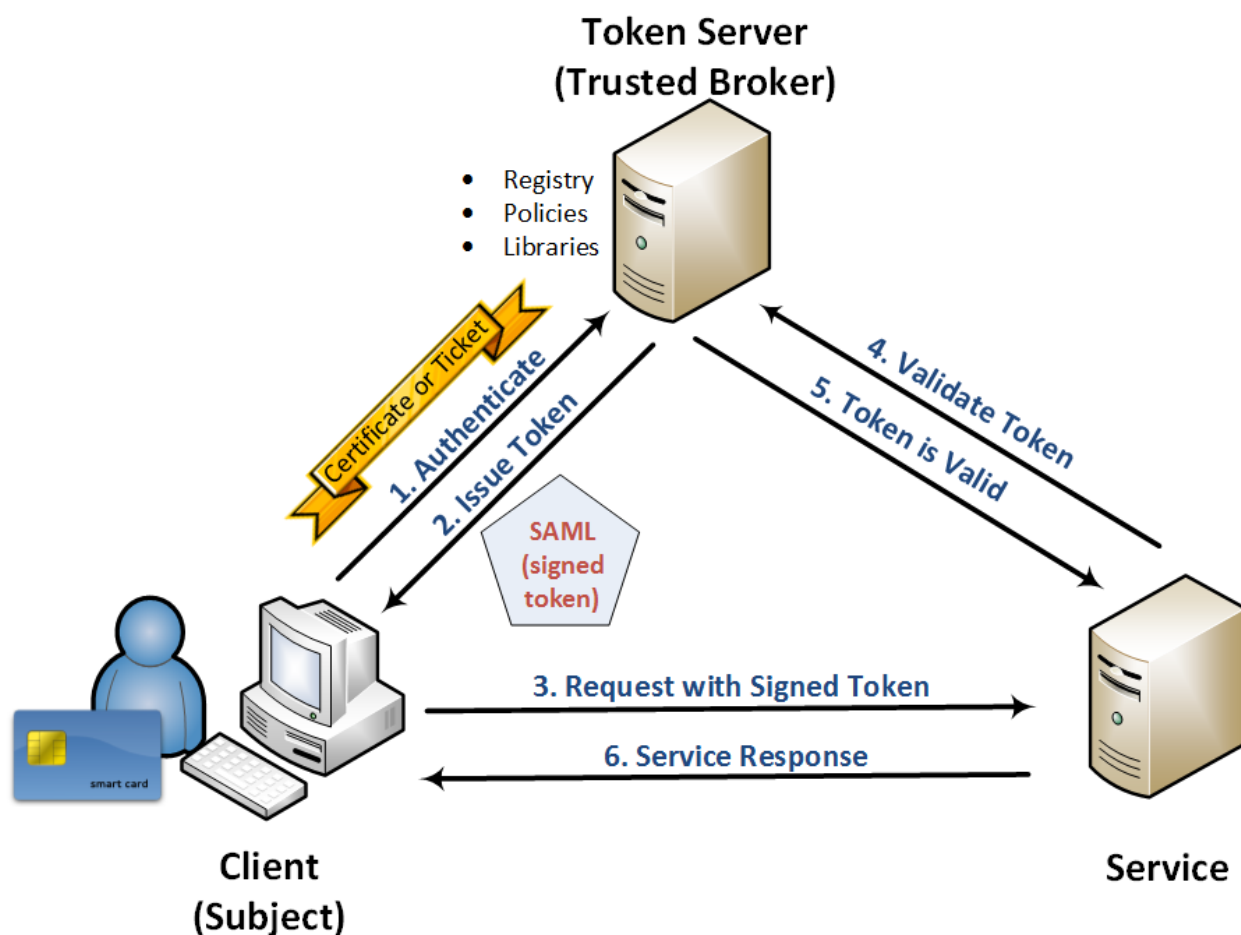 Token Server
(Trusted Broker)
• Registry
• Policies
• Libraries
Certificate or Ticket
1. Authenticate
2. Issue Token
SAML
(signed
token)
4. Validate Token
5. Token is Valid
3. Request with Signed Token
6. Service Response
smart card
Client
(Subject)
Service